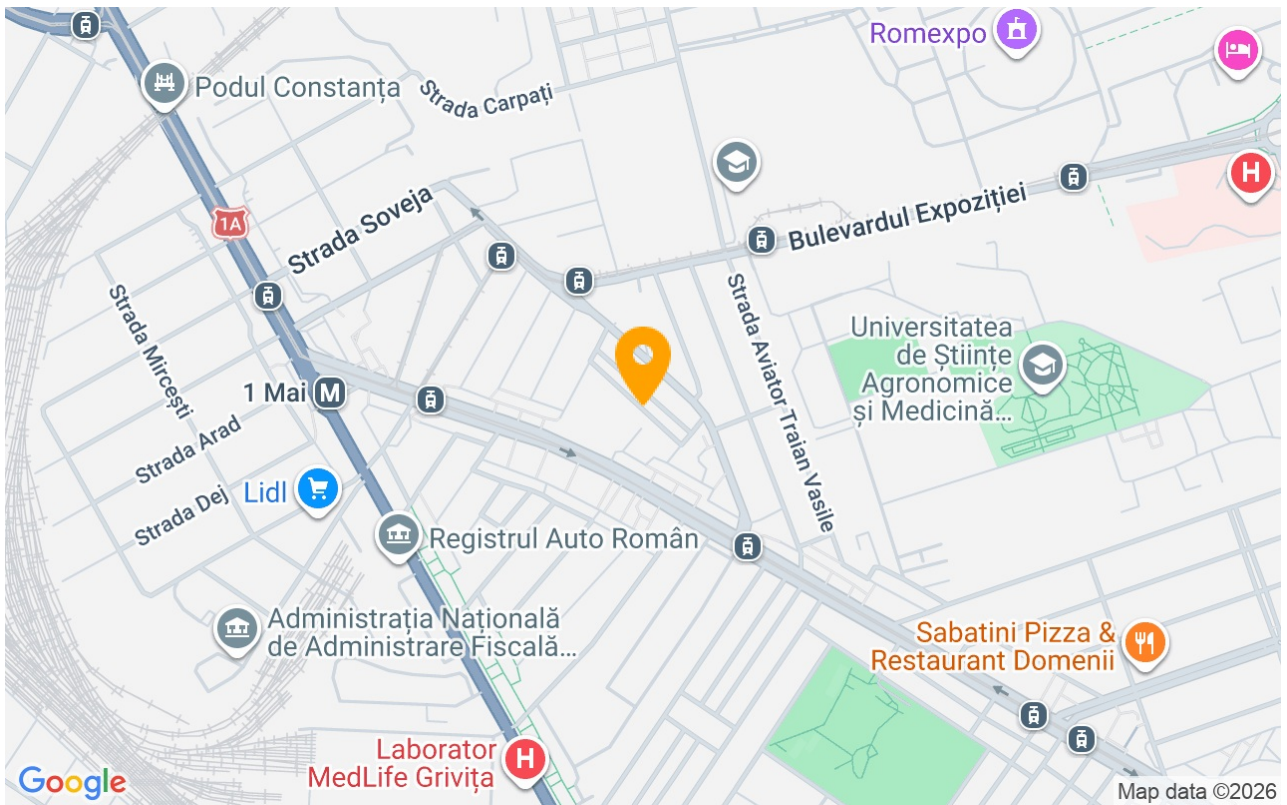 Romexpo
Podul Constanța
Strada Carpați
H
1A
Strada Soveja
Bulevardul Expoziției
Strada Mircești
Strada Aviator Traian Vasile
Universitatea
de Științe
Agronomice
și Medicină...
1 Mai M
Strada Arad
Lidl
Strada Dej
Registrul Auto Român
Administrația Națională
de Administrare Fiscală...
Sabatini Pizza &
Restaurant Domenii
Laborator
MedLife Grivița
H
Google
Map data ©2026